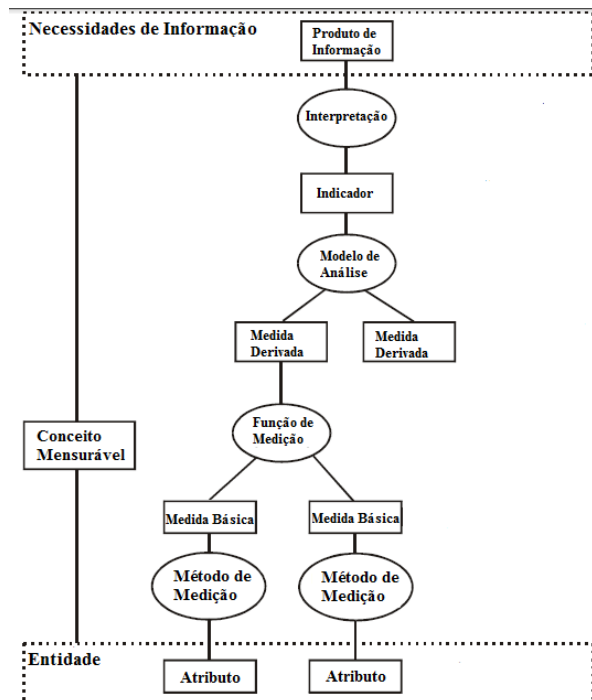 Necessidades de Informação
Produto de
Informação
Interpretação
Indicador
Modelo de
Análise
Medida
Derivada
Medida
Derivada
Função de
Medição
Conceito
Mensurável
Medida Básica
Medida Básica
Método de
Medição
Método de
Medição
Entidade
Atributo
Atributo